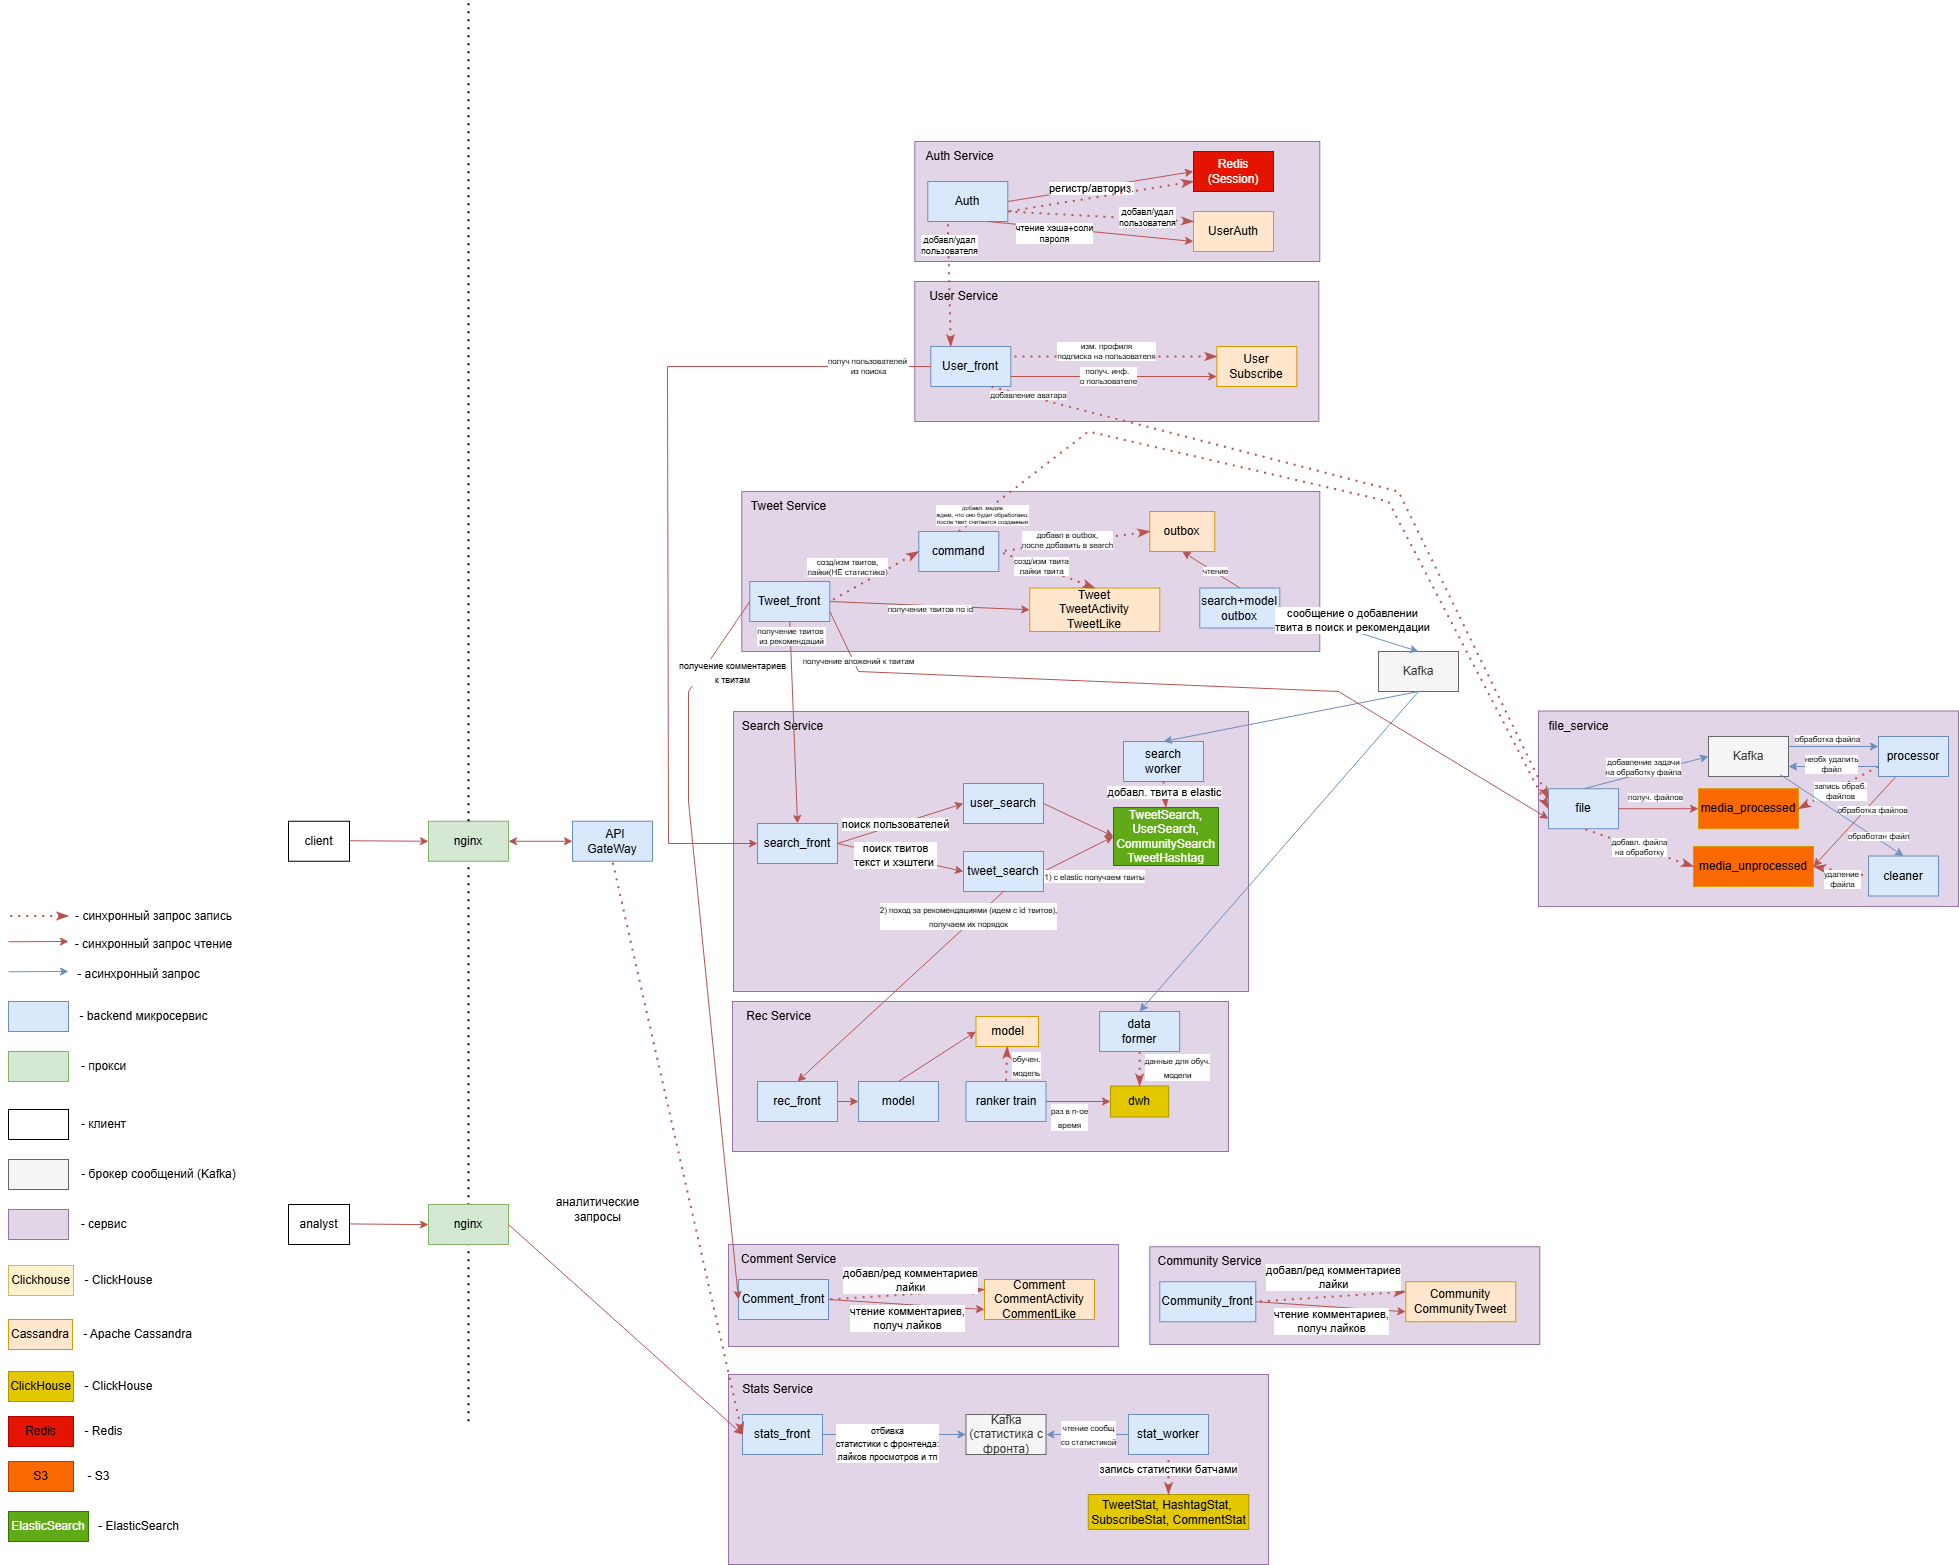 Auth Service
Auth
регистр/авториз.
Redis
(Session)
добавл/удал
пользователя
чтение хэша+соли
пароля
UserAuth
добавл/удал
пользователя
User Service
User_front
изм. профиля
подписка на пользователя
получ. инф.
о пользователе
User
Subscribe
добавление аватара
получ пользователей
из поиска
Tweet Service
добавл. медиа
ждем, что оно будет обработано,
после твит считается созданный
command
добавл в outbox,
после добавить в search
outbox
созд/изм твитов,
лайки(НЕ статистика)
созд/изм твита
лайки твита
чтение
Tweet_front
получение твитов по id
Tweet
TweetActivity
TweetLike
search+model
outbox
получение твитов
из рекомендаций
сообщение о добавлении
твита в поиск и рекомендации
Kafka
получение комментариев
к твитам
получение вложений к твитам
Search Service
search
worker
добавл. твита в elastic
user_search
поиск пользователей
search_front
поиск твитов
текст и хэштеги
tweet_search
TweetSearch,
UserSearch,
CommunitySearch
TweetHashtag
1) с elastic получаем твиты
2) поход за рекомендациями (идем с id твитов),
получаем их порядок
file_service
Kafka
обработка файла
processor
необх удалить
файл
добавление задачи
на обработку файла
запись обраб.
файлов
file
получ. файлов
media_processed
обработка файлов
обработан файл
добавл. файла
на обработку
media_unprocessed
удаление
файла
cleaner
client
nginx
API
GateWay
Rec Service
model
data
former
обучен.
модель
данные для обуч.
модели
rec_front
model
ranker train
раз в n-ое
время
dwh
analyst
nginx
аналитические
запросы
Comment Service
Comment_front
добавл/ред комментариев
лайки
чтение комментариев,
получ лайков
Comment
CommentActivity
CommentLike
Community Service
Community_front
добавл/ред комментариев
лайки
чтение комментариев,
получ лайков
Community
CommunityTweet
Stats Service
stats_front
отбивка
статистики с фронтенда:
лайков просмотров и тп
Kafka
(статистика с
фронта)
чтение сообщ
со статистикой
stat_worker
запись статистики батчами
TweetStat, HashtagStat,
SubscribeStat, CommentStat
- синхронный запрос запись
- синхронный запрос чтение
- асинхронный запрос
- backend микросервис
- прокси
- клиент
- брокер сообщений (Kafka)
- сервис
Clickhouse - ClickHouse
Cassandra - Apache Cassandra
ClickHouse - ClickHouse
Redis - Redis
S3 - S3
ElasticSearch - ElasticSearch